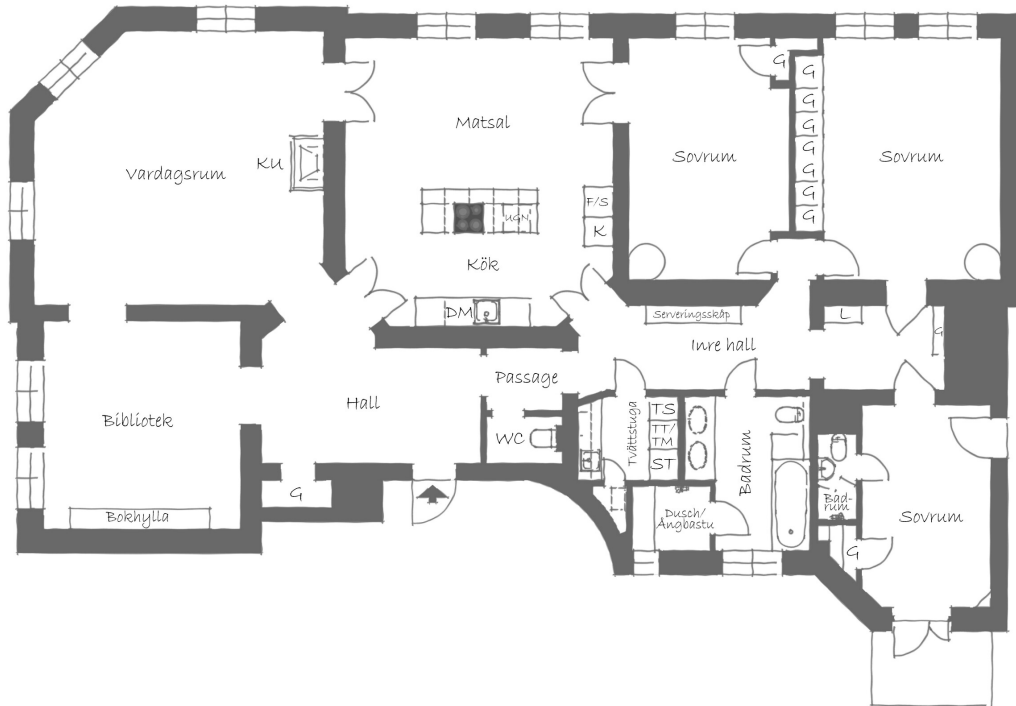 Vardagsrum
KU
Matsal
F/S
UGN
K
Kök
DM
Sovrum
G
G
G
G
G
G
G
G
Sovrum
Serveringsskåp
L
G
Inre hall
Bibliotek
Bokhylla
Hall
G
Passage
WC
Tvättstuga
TS
TT/
TM
ST
Badrum
Dusch/
Ångbastu
Bad-
rum
G
Sovrum